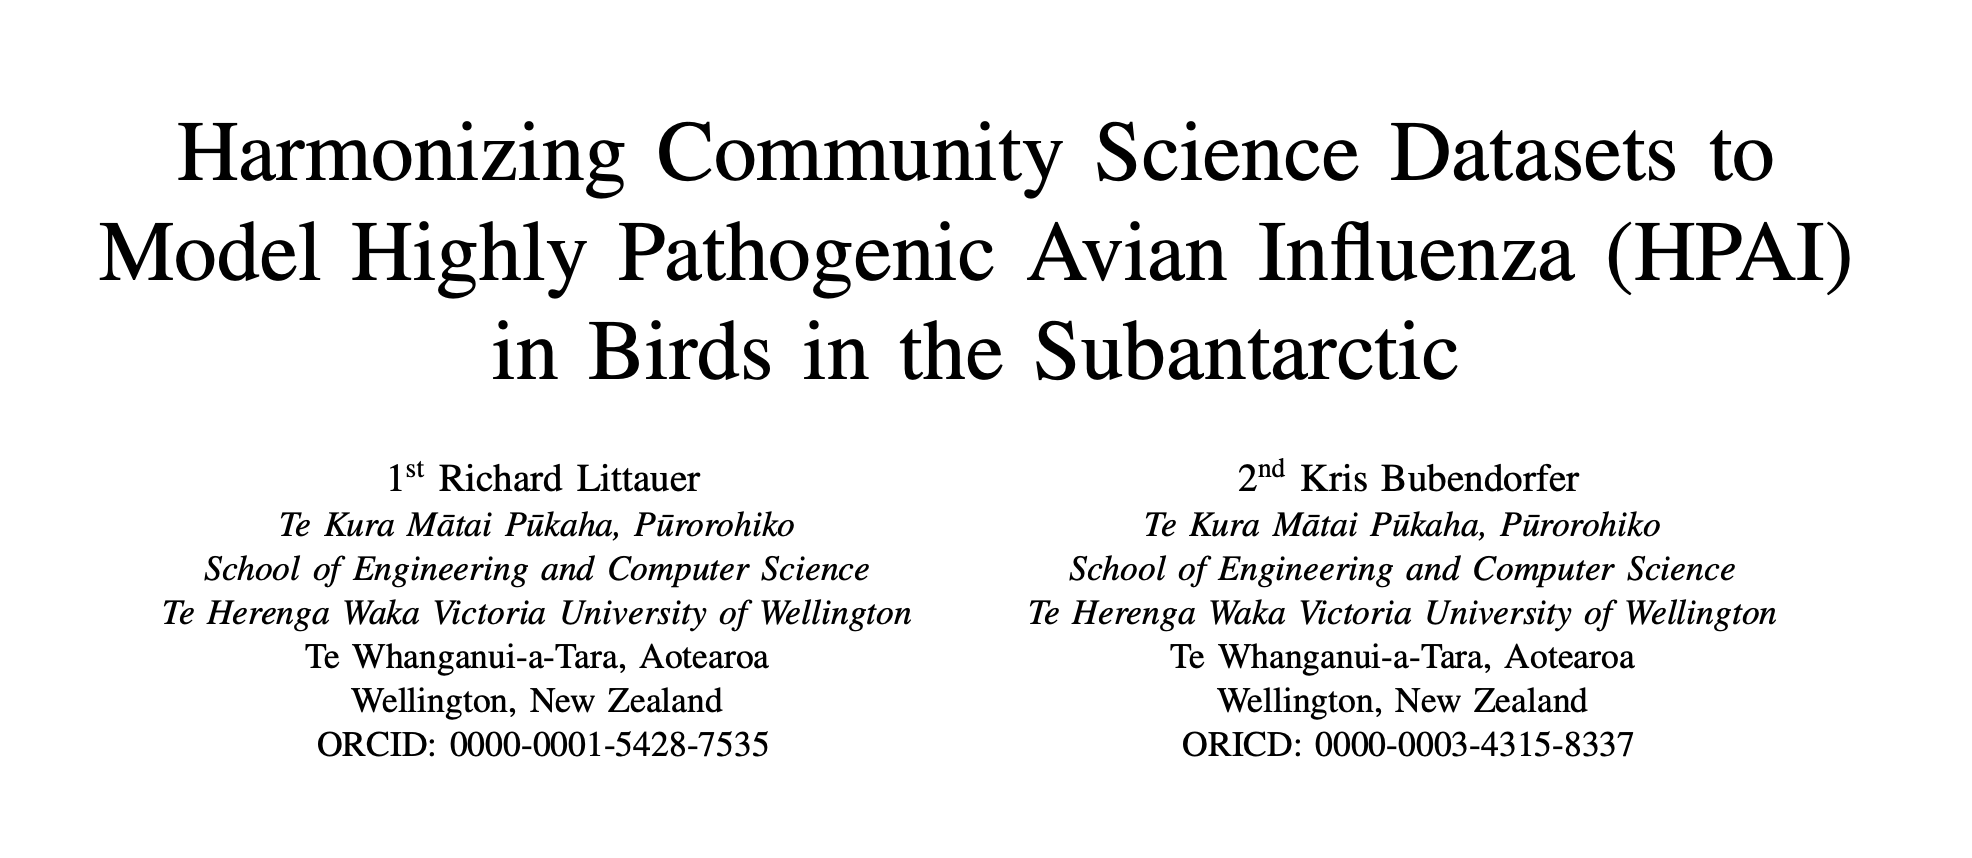 Harmonizing Community Science Datasets to
Model Highly Pathogenic Avian Influenza (HPAI)
in Birds in the Subantarctic
1st Richard Littauer
Te Kura Mātai Pūkaha, Pūrorohiko
School of Engineering and Computer Science
Te Herenga Waka Victoria University of Wellington
Te Whanganui-a-Tara, Aotearoa
Wellington, New Zealand
ORCID: 0000-0001-5428-7535
2nd Kris Bubendorfer
Te Kura Mātai Pūkaha, Pūrorohiko
School of Engineering and Computer Science
Te Herenga Waka Victoria University of Wellington
Te Whanganui-a-Tara, Aotearoa
Wellington, New Zealand
ORICD: 0000-0003-4315-8337